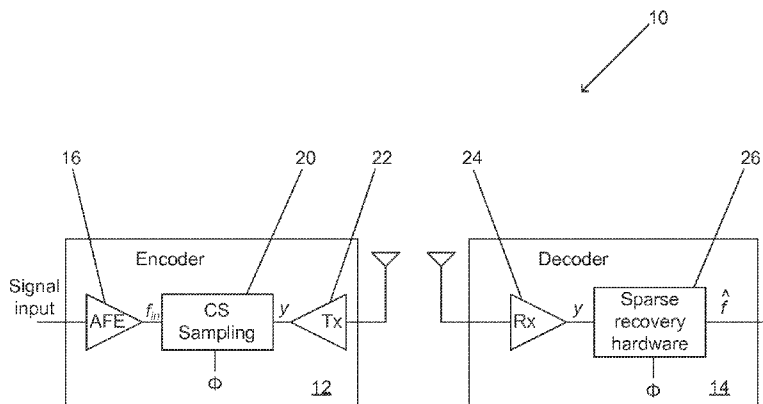 10
16
20
22
24
26
Encoder
Decoder
Signal
input
AFE
f_in
CS
Sampling
y
Tx
Φ
12
Rx
y
Sparse
recovery
hardware
f̂
Φ
14